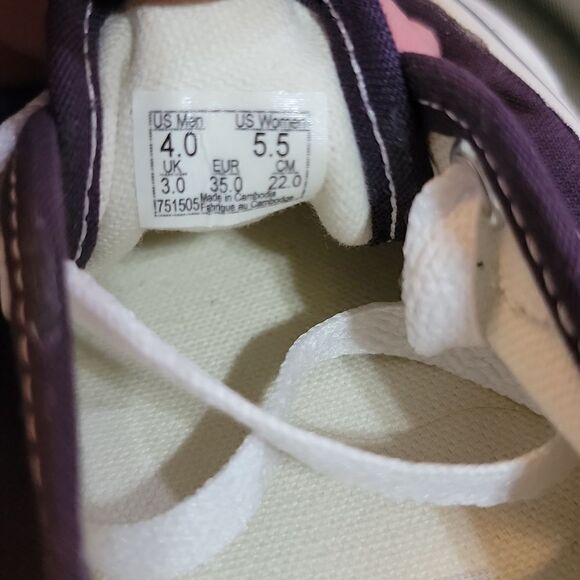 US Men US Women
4.0 5.5
UK EUR CM
3.0 35.0 22.0
751505 Made in Cambodia
Fabriqué au Cambodge